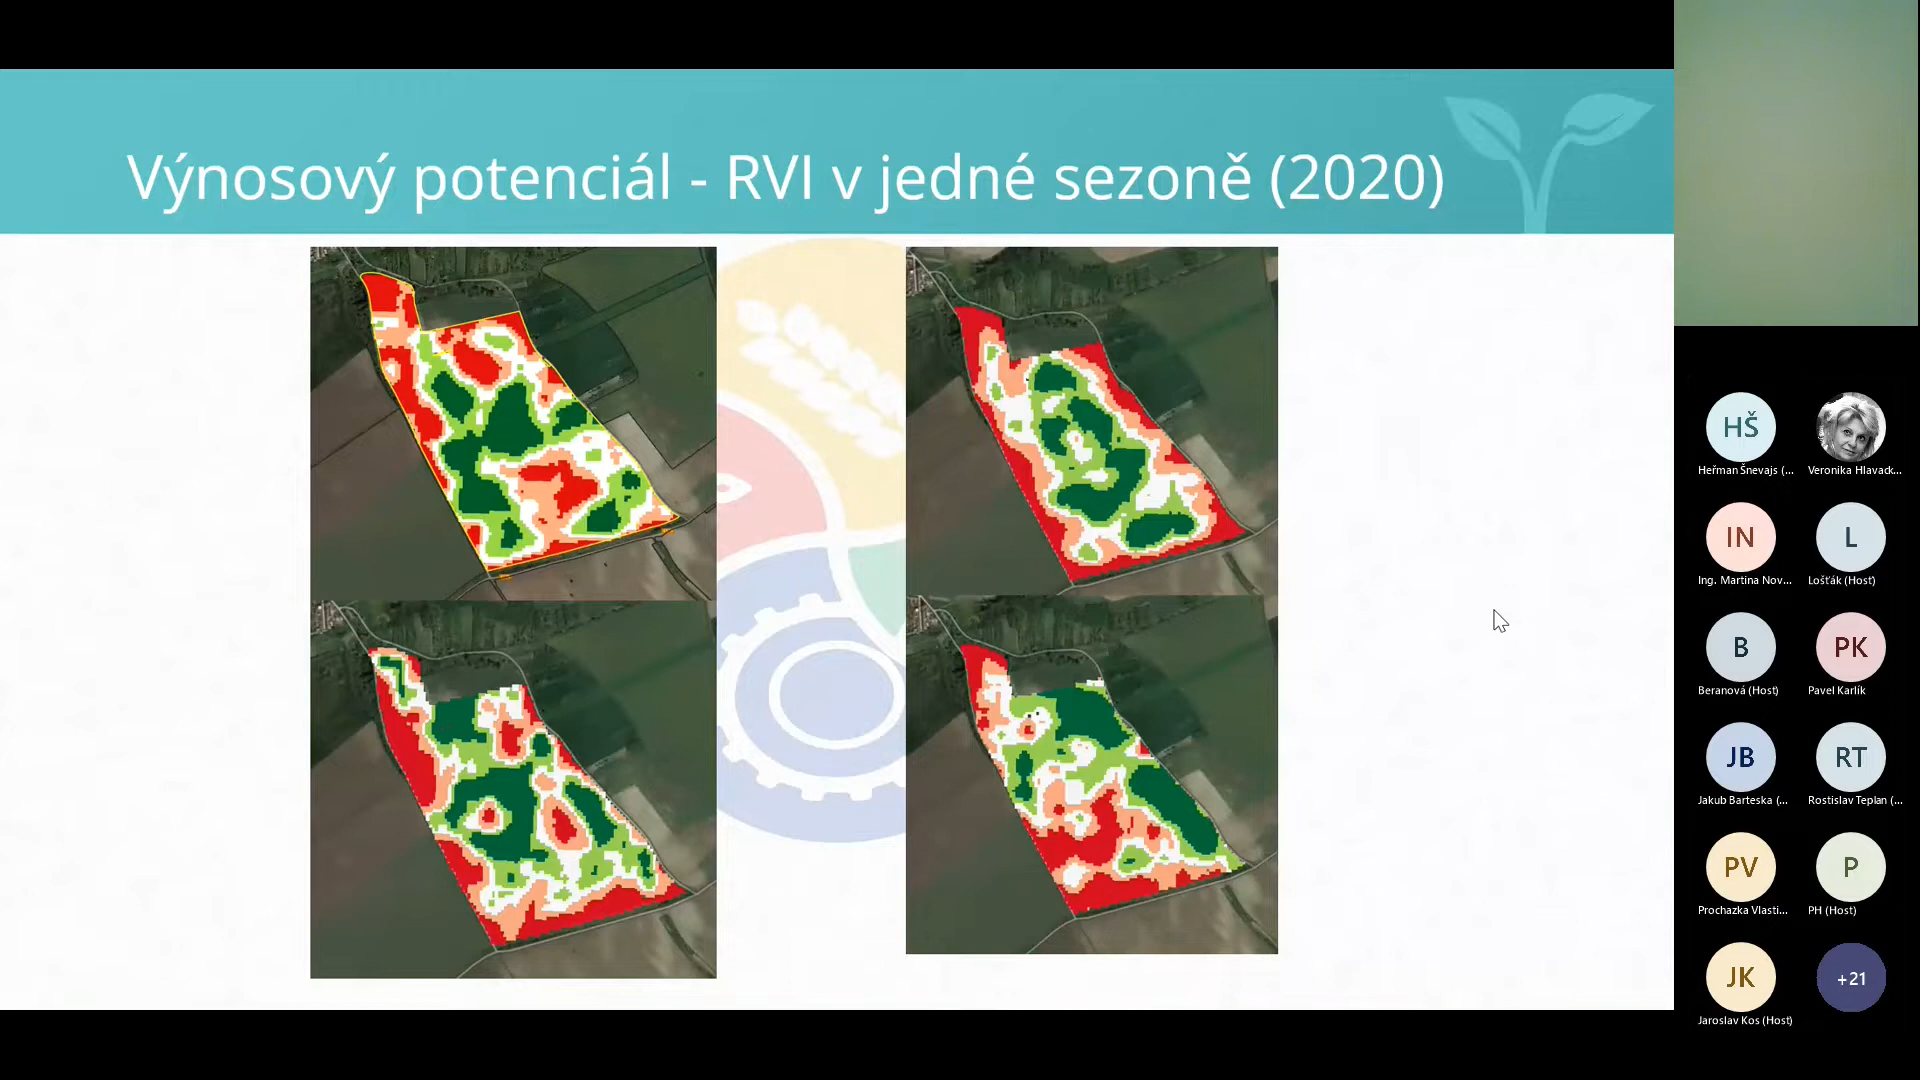 Výnosový potenciál - RVI v jedné sezoně (2020)
HŠ
Heřman Šnevajs (...
Veronika Hlavack...
IN
Ing. Martina Nov...
L
Lošťák (Host)
B
Beranová (Host)
PK
Pavel Karlík
JB
Jakub Barteska (...
RT
Rostislav Teplan (...
PV
Prochazka Vlasti...
P
PH (Host)
JK
Jaroslav Kos (Host)
+21